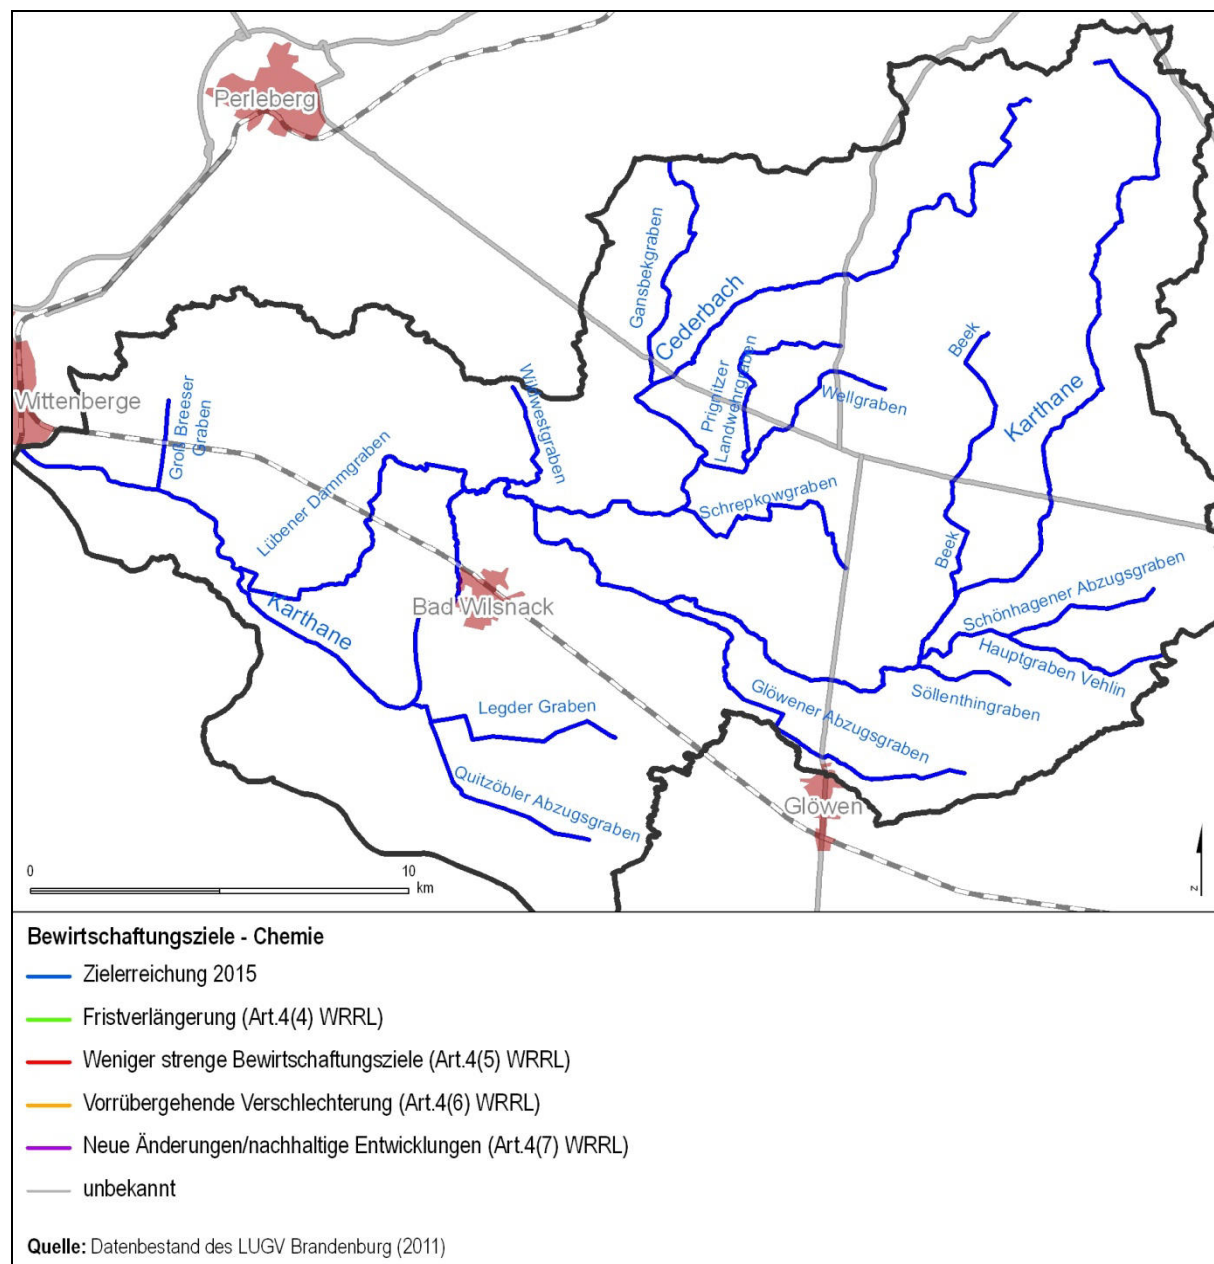 Perleberg
Gansbekgraben
Cederbach
Beek
Karthane
Wildwestgraben
Prignitzer
Landwehrgraben
Wellgraben
Wittenberge
Groß Breeser
Graben
Lübener Dammgraben
Schrepkowgraben
Beek
Schönhagener Abzugsgraben
Karthane
Bad Wilsnack
Hauptgraben Vehlin
Söllenthingraben
Legder Graben
Glöwener Abzugsgraben
Quitzöbler Abzugsgraben
Glöwen
0 10
km
N
Bewirtschaftungsziele - Chemie
Zielerreichung 2015
Fristverlängerung (Art.4(4) WRRL)
Weniger strenge Bewirtschaftungsziele (Art.4(5) WRRL)
Vorrübergehende Verschlechterung (Art.4(6) WRRL)
Neue Änderungen/nachhaltige Entwicklungen (Art.4(7) WRRL)
unbekannt
Quelle: Datenbestand des LUGV Brandenburg (2011)